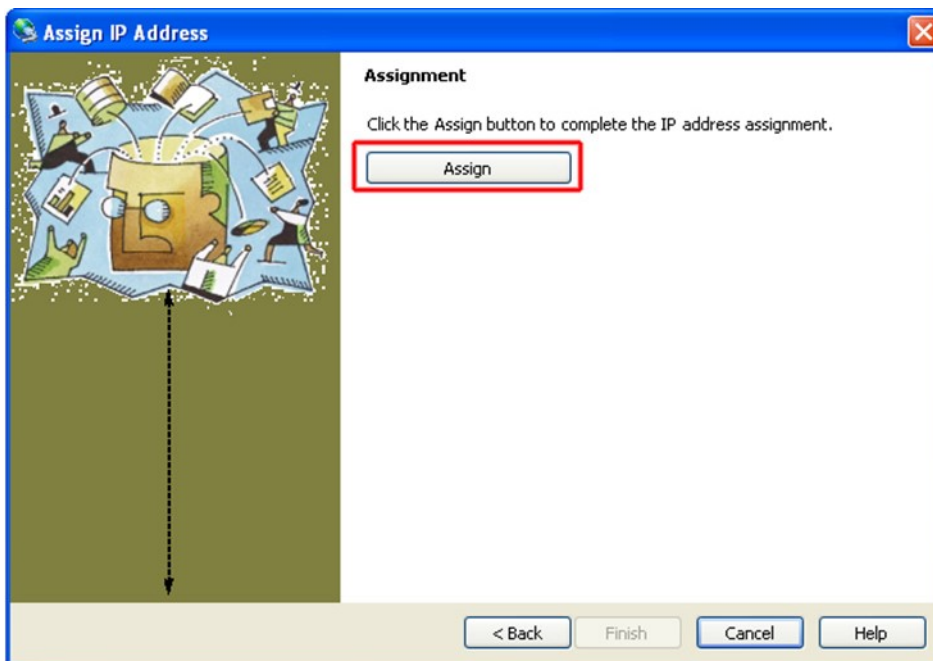 Assign IP Address
Assignment
Click the Assign button to complete the IP address assignment.
Assign
< Back Finish Cancel Help